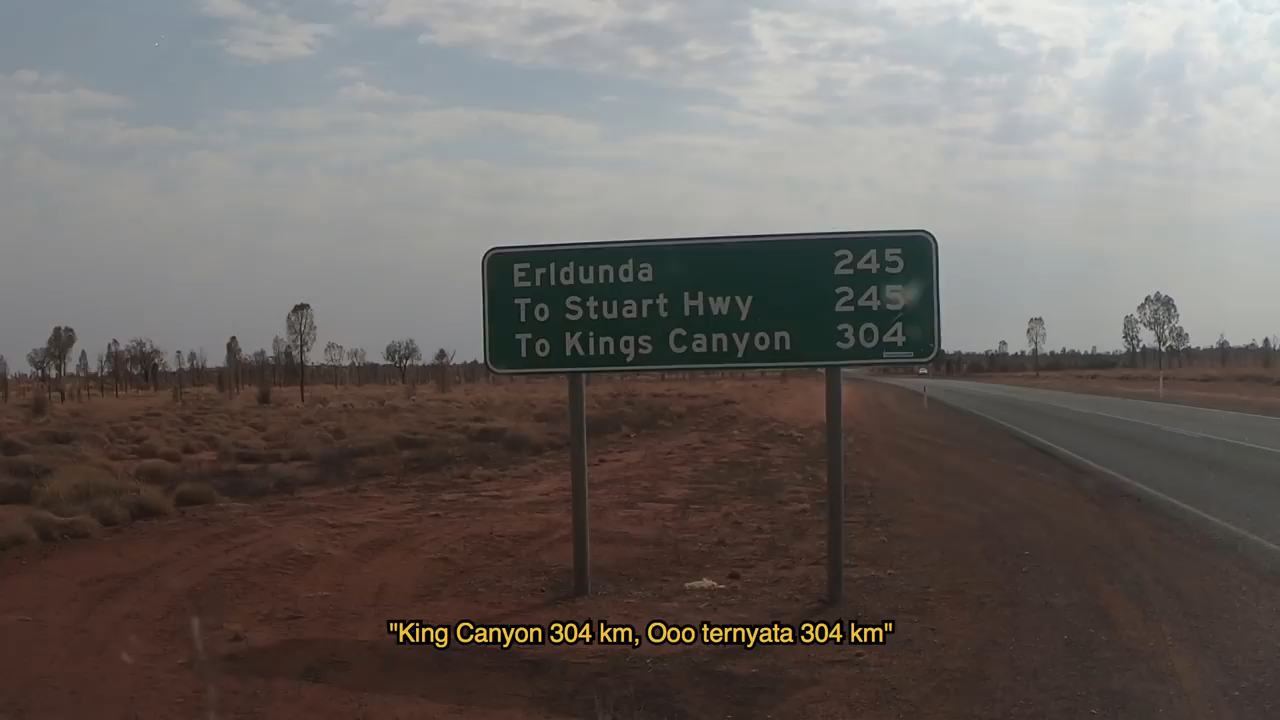 Erldunda 245
To Stuart Hwy 245
To Kings Canyon 304
"King Canyon 304 km, Ooo ternyata 304 km"